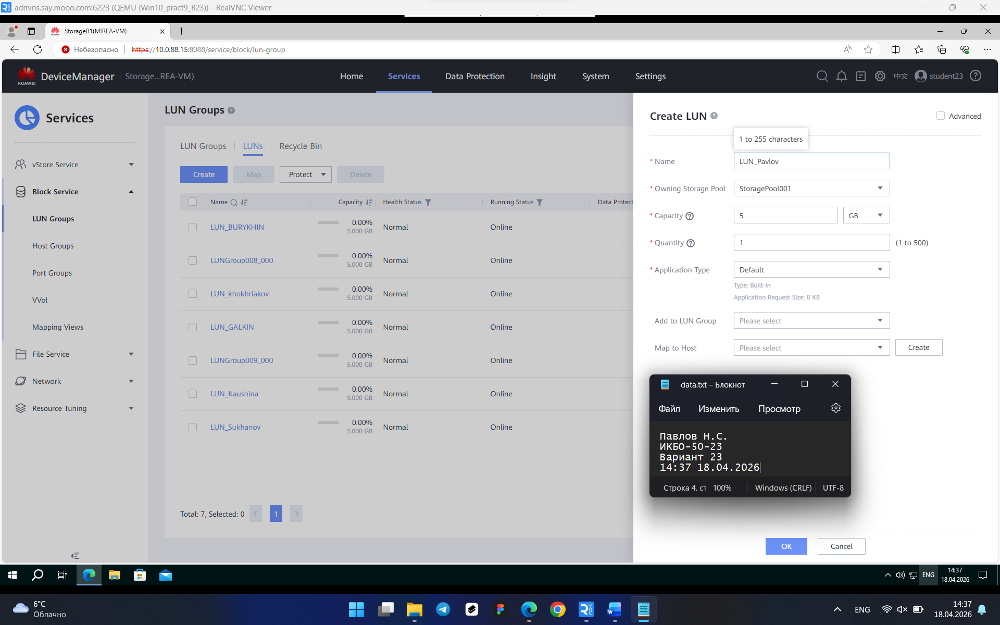 admins.say.mooo.com:6223 (QEMU (Win10_pract9_B23)) - RealVNC Viewer
StorageB1(MIREA-VM)
Небезопасно
https://10.0.88.15:8088/service/block/lun-group
HUAWEI
DeviceManager
Storage...REA-VM)
Home
Services
Data Protection
Insight
System
Settings
中文
student23
Services
vStore Service
Block Service
LUN Groups
Host Groups
Port Groups
VVol
Mapping Views
File Service
Network
Resource Tuning
LUN Groups
LUN Groups
LUNs
Recycle Bin
Create
Map
Protect
Delete
Name
Capacity
Health Status
Running Status
Data Protect
LUN_BURYKHIN
0.00%
5.000 GB
Normal
Online
LUNGroup008_000
0.00%
5.000 GB
Normal
Online
LUN_khokhriakov
0.00%
5.000 GB
Normal
Online
LUN_GALKIN
0.00%
5.000 GB
Normal
Online
LUNGroup009_000
0.00%
5.000 GB
Normal
Online
LUN_Kaushina
0.00%
5.000 GB
Normal
Online
LUN_Sukhanov
0.00%
5.000 GB
Normal
Online
Total: 7, Selected: 0
1
Create LUN
Advanced
1 to 255 characters
* Name
LUN_Pavlov
* Owning Storage Pool
StoragePool001
* Capacity
5
GB
* Quantity
1
(1 to 500)
* Application Type
Default
Type: Built-in
Application Request Size: 8 KB
Add to LUN Group
Please select
Map to Host
Please select
Create
data.txt – Блокнот
Файл
Изменить
Просмотр
Павлов Н.С.
ИКБО-50-23
Вариант 23
14:37 18.04.2026
Строка 4, ст
100%
Windows (CRLF)
UTF-8
OK
Cancel
ENG
14:37
18.04.2026
6°C
Облачно
ENG
14:37
18.04.2026